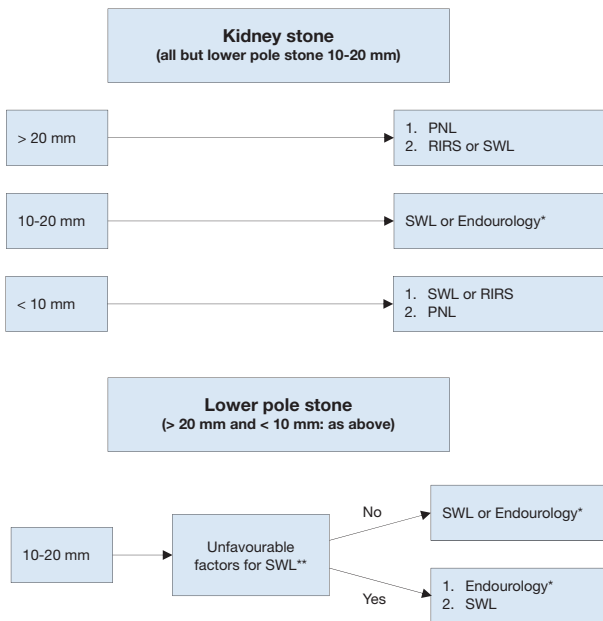 Kidney stone
(all but lower pole stone 10-20 mm)
> 20 mm
1. PNL
2. RIRS or SWL
10-20 mm
SWL or Endourology*
< 10 mm
1. SWL or RIRS
2. PNL
Lower pole stone
(> 20 mm and < 10 mm: as above)
No
SWL or Endourology*
10-20 mm
Unfavourable
factors for SWL**
Yes
1. Endourology*
2. SWL